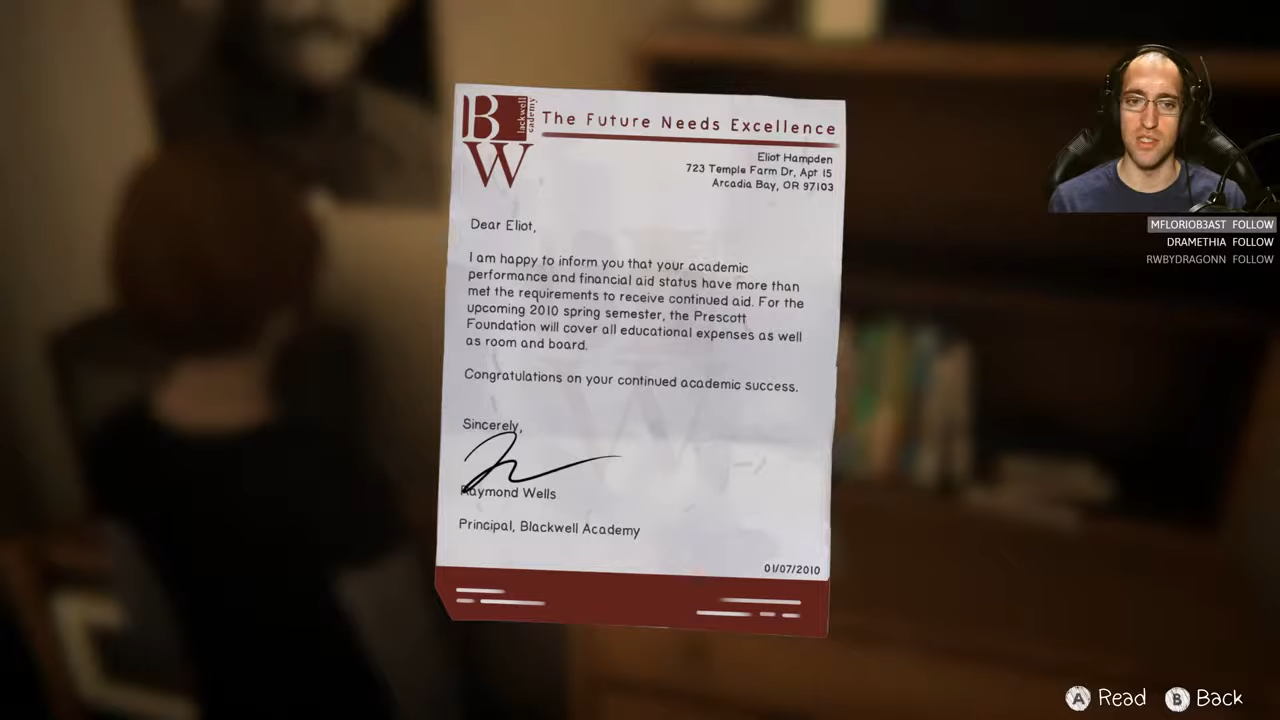 B lackwell
cademy
W
The Future Needs Excellence
Eliot Hampden
723 Temple Farm Dr, Apt 15
Arcadia Bay, OR 97103
Dear Eliot,
I am happy to inform you that your academic
performance and financial aid status have more than
met the requirements to receive continued aid. For the
upcoming 2010 spring semester, the Prescott
Foundation will cover all educational expenses as well
as room and board.
Congratulations on your continued academic success.
Sincerely,
Raymond Wells
Principal, Blackwell Academy
01/07/2010
MFLORIOB3AST FOLLOW
DRAMETHIA FOLLOW
RWBYDRAGONN FOLLOW
A Read B Back